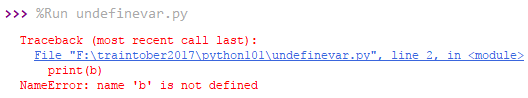 >>> %Run undefinevar.py
Traceback (most recent call last):
File "F:\traintober2017\python101\undefinevar.py", line 2, in <module>
print(b)
NameError: name 'b' is not defined